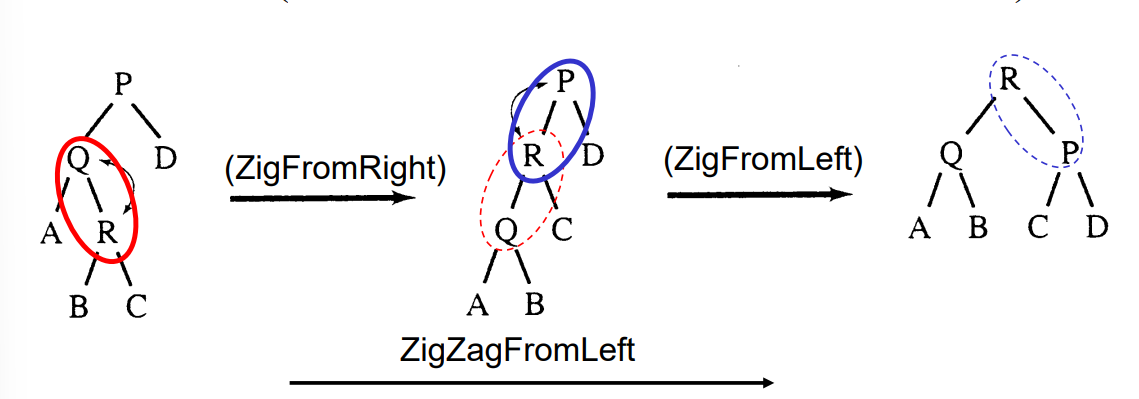 P
Q D
A R
B C
(ZigFromRight)
P
R D
Q C
A B
(ZigFromLeft)
R
Q P
A B C D
ZigZagFromLeft